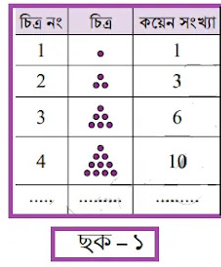 চিত্র নং চিত্র কয়েন সংখ্যা
1 1
2 3
3 6
4 10
..... ......... .........
ছক – ১